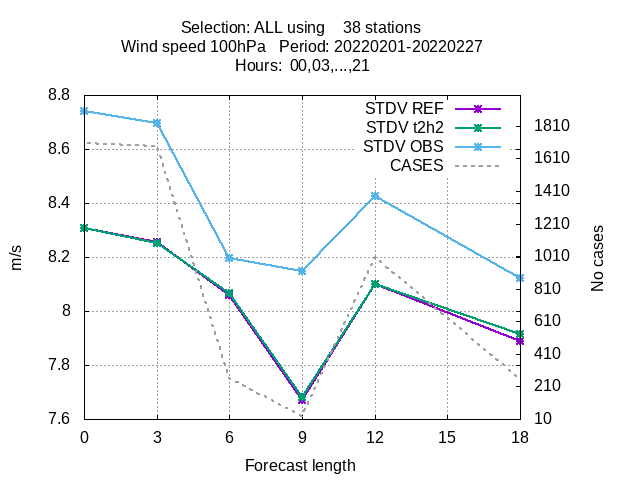 Selection: ALL using 38 stations
Wind speed 100hPa Period: 20220201-20220227
Hours: 00,03,...,21
STDV REF
STDV t2h2
STDV OBS
CASES
8.8
8.6
8.4
8.2
8
7.8
7.6
m/s
1810
1610
1410
1210
1010
810
610
410
210
10
No cases
0 3 6 9 12 15 18
Forecast length